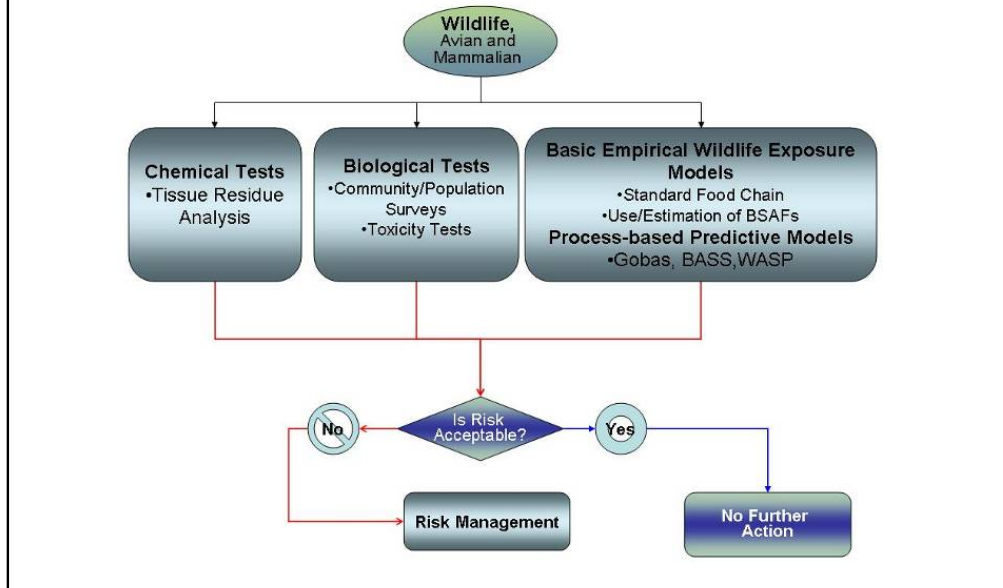 Wildlife,
Avian and
Mammalian
Chemical Tests
•Tissue Residue
Analysis
Biological Tests
•Community/Population
Surveys
•Toxicity Tests
Basic Empirical Wildlife Exposure
Models
•Standard Food Chain
•Use/Estimation of BSAFs
Process-based Predictive Models
•Gobas, BASS,WASP
Is Risk
Acceptable?
No
Yes
Risk Management
No Further
Action